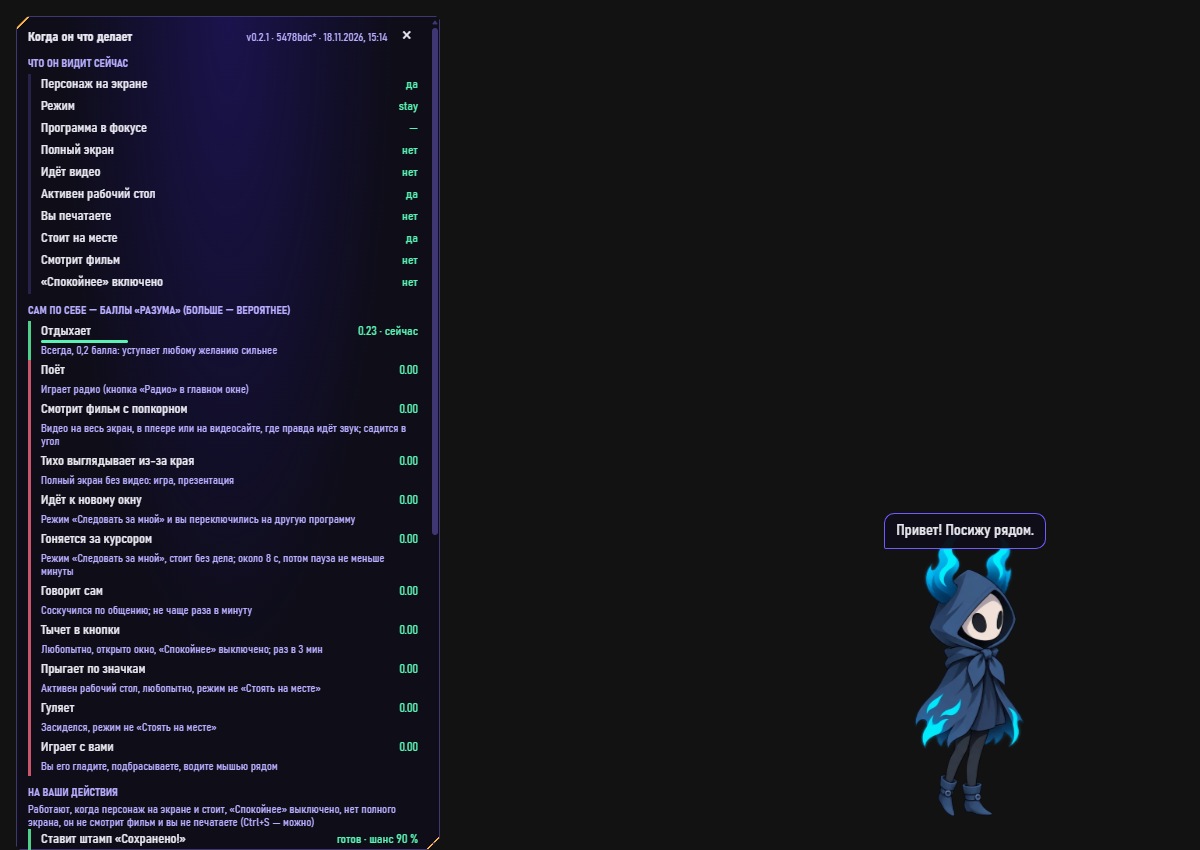 Когда он что делает
v0.2.1 · 5478bdc* · 18.11.2026, 15:14 ×
ЧТО ОН ВИДИТ СЕЙЧАС
Персонаж на экране да
Режим stay
Программа в фокусе —
Полный экран нет
Идёт видео нет
Активен рабочий стол да
Вы печатаете нет
Стоит на месте да
Смотрит фильм нет
«Спокойнее» включено нет
САМ ПО СЕБЕ — БАЛЛЫ «РАЗУМА» (БОЛЬШЕ — ВЕРОЯТНЕЕ)
Отдыхает 0.23 · сейчас
Всегда, 0,2 балла: уступает любому желанию сильнее
Поёт 0.00
Играет радио (кнопка «Радио» в главном окне)
Смотрит фильм с попкорном 0.00
Видео на весь экран, в плеере или на видеосайте, где правда идёт звук; садится в
угол
Тихо выглядывает из-за края 0.00
Полный экран без видео: игра, презентация
Идёт к новому окну 0.00
Режим «Следовать за мной» и вы переключились на другую программу
Гоняется за курсором 0.00
Режим «Следовать за мной», стоит без дела; около 8 с, потом пауза не меньше
минуты
Говорит сам 0.00
Соскучился по общению; не чаще раза в минуту
Тычет в кнопки 0.00
Любопытно, открыто окно, «Спокойнее» выключено; раз в 3 мин
Прыгает по значкам 0.00
Активен рабочий стол, любопытно, режим не «Стоять на месте»
Гуляет 0.00
Засиделся, режим не «Стоять на месте»
Играет с вами 0.00
Вы его гладите, подбрасываете, водите мышью рядом
НА ВАШИ ДЕЙСТВИЯ
Работают, когда персонаж на экране и стоит, «Спокойнее» выключено, нет полного
экрана, он не смотрит фильм и вы не печатаете (Ctrl+S — можно)
Ставит штамп «Сохранено!» готов · шанс 90 %
Привет! Посижу рядом.